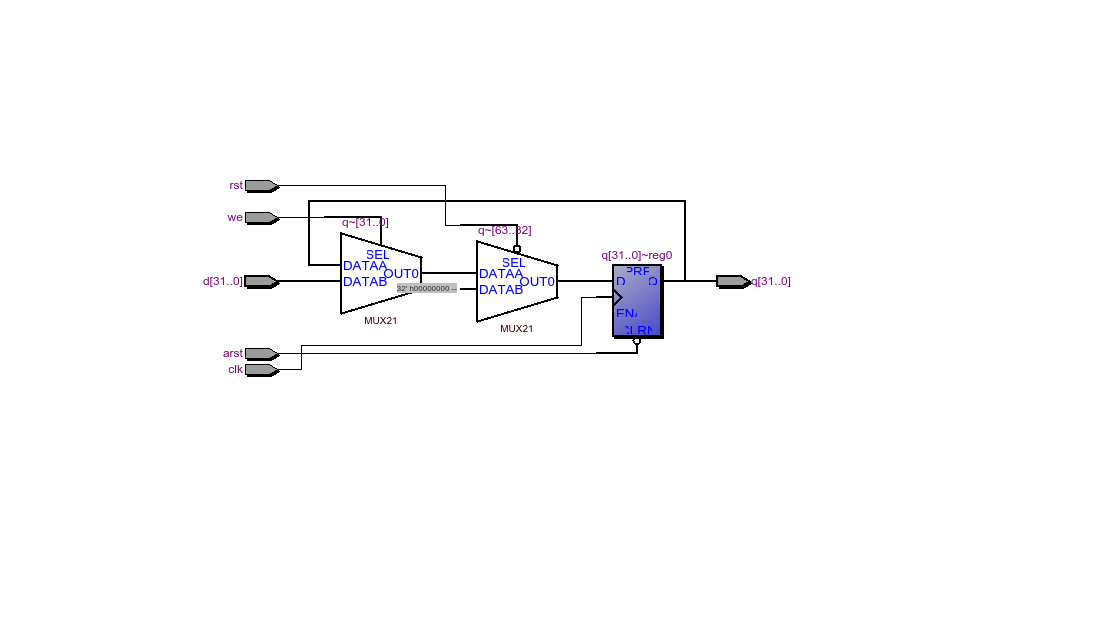 rst
we
q~[31..0]
q~[63..32]
SEL
SEL
q[31..0]~reg0
DATAA
OUT0
DATAA
PRE
d[31..0]
DATAB
OUT0
D
Q
q[31..0]
32' h00000000 --
DATAB
ENA
MUX21
MUX21
CLRN
arst
clk